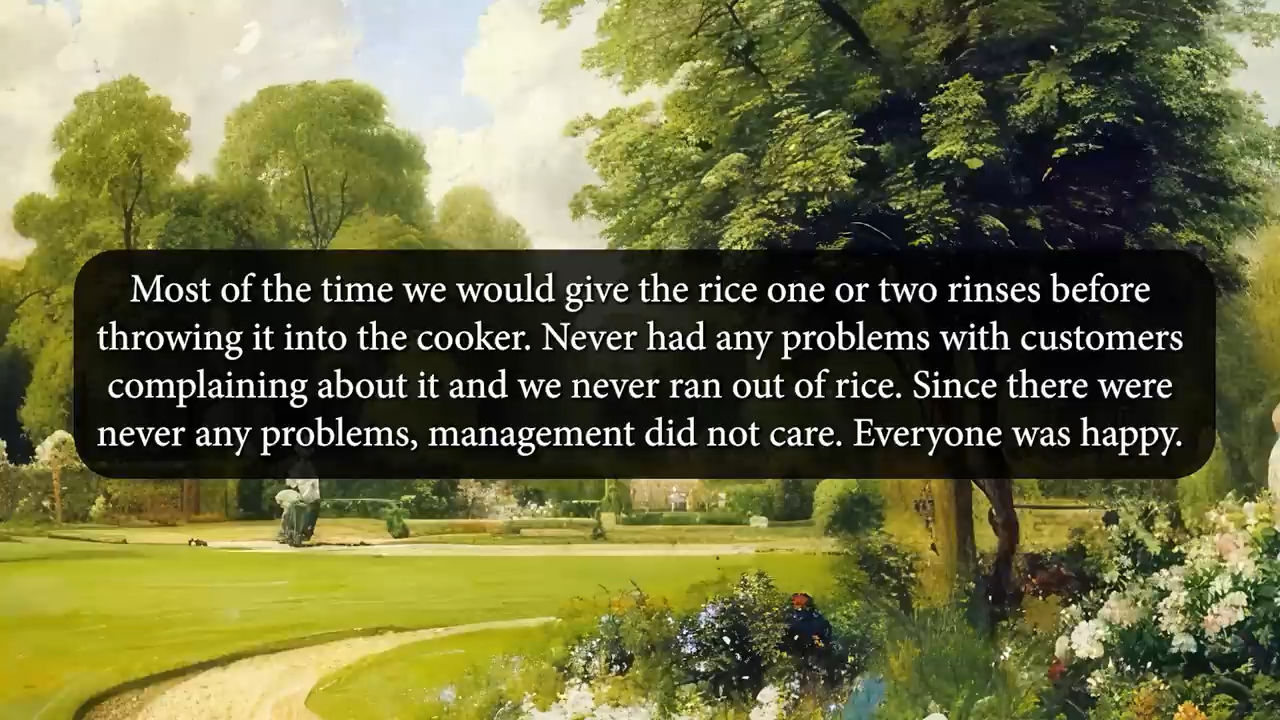 Most of the time we would give the rice one or two rinses before
throwing it into the cooker. Never had any problems with customers
complaining about it and we never ran out of rice. Since there were
never any problems, management did not care. Everyone was happy.